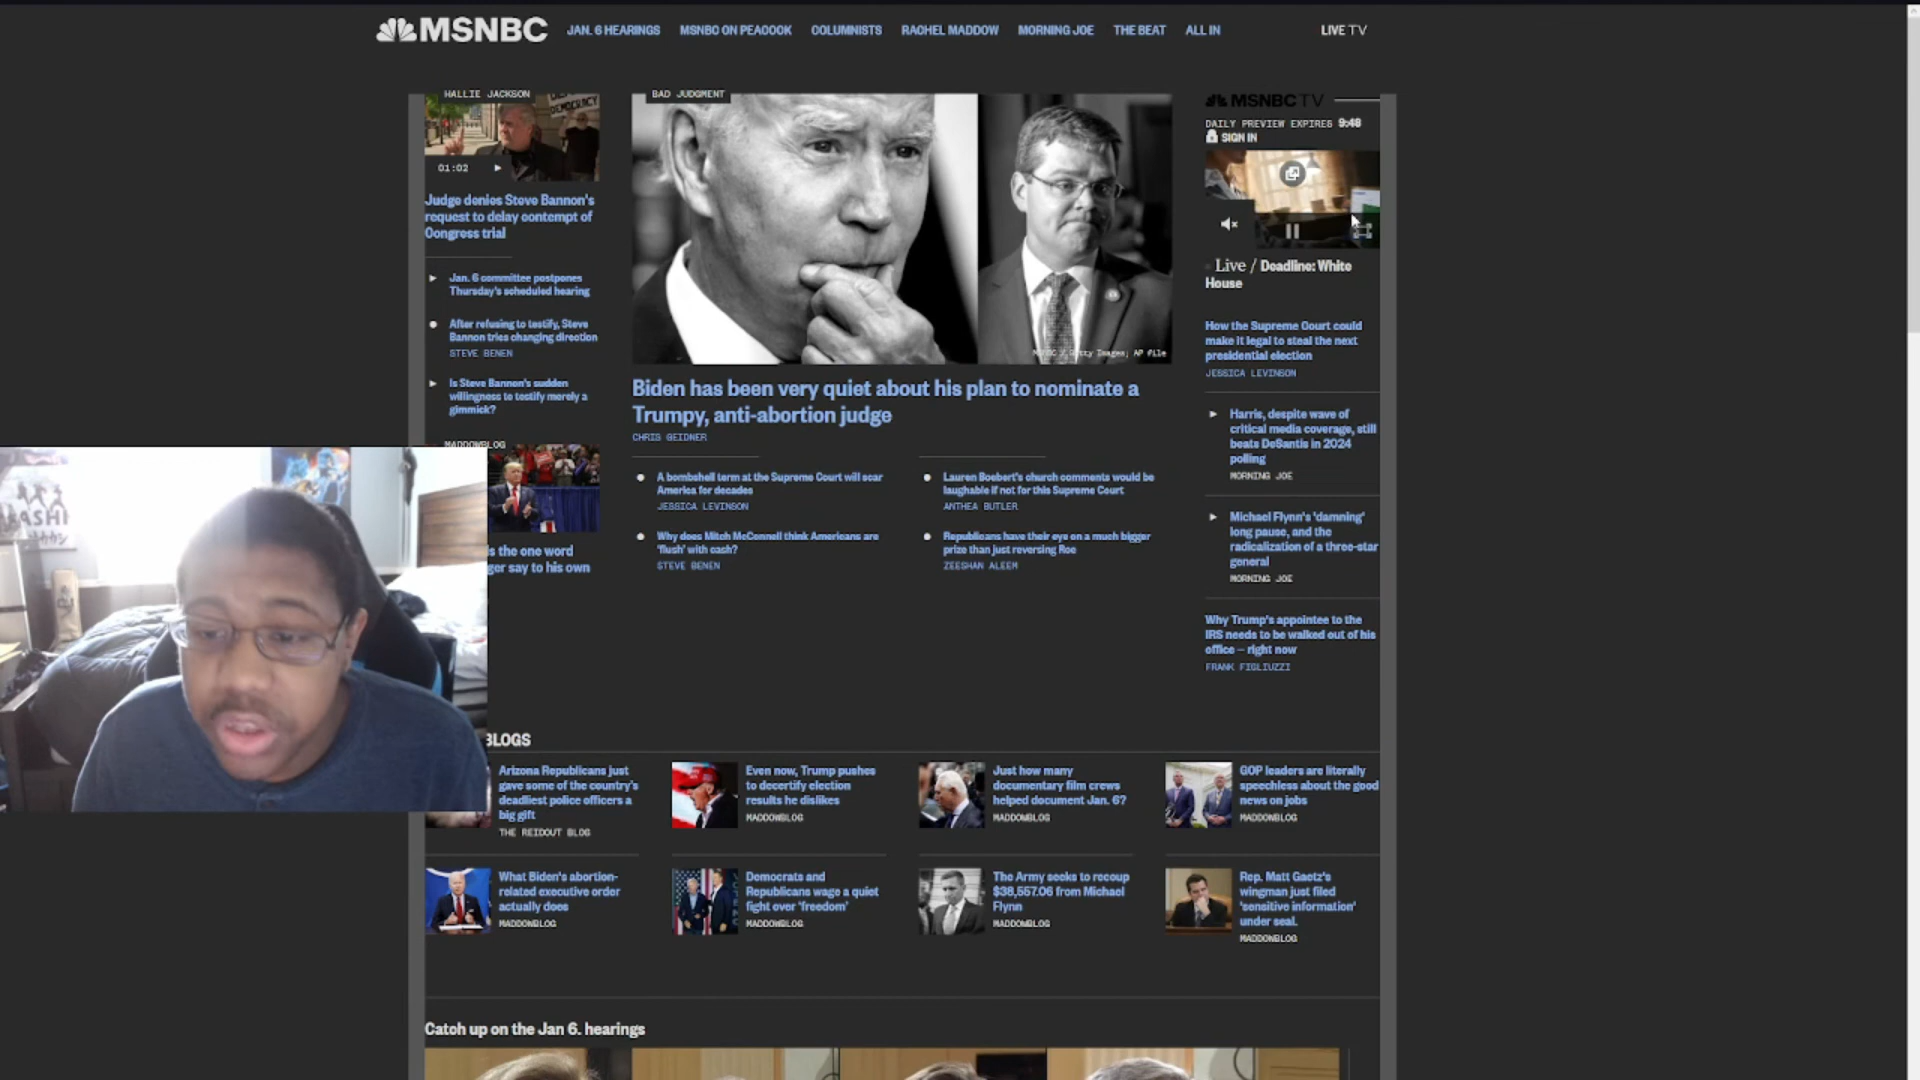 MSNBC
JAN. 6 HEARINGS
MSNBC ON PEACOCK
COLUMNISTS
RACHEL MADDOW
MORNING JOE
THE BEAT
ALL IN
LIVE TV
HALLIE JACKSON
DEMOCRACY
01:02
Judge denies Steve Bannon's
request to delay contempt of
Congress trial
Jan. 6 committee postpones
Thursday's scheduled hearing
After refusing to testify, Steve
Bannon tries changing direction
STEVE BENEN
Is Steve Bannon's sudden
willingness to testify merely a
gimmick?
MADDOWBLOG
s the one word
ger say to his own
BAD JUDGMENT
MSNBC / Getty Images; AP file
Biden has been very quiet about his plan to nominate a
Trumpy, anti-abortion judge
CHRIS GEIDNER
A bombshell term at the Supreme Court will scar
America for decades
JESSICA LEVINSON
Why does Mitch McConnell think Americans are
'flush' with cash?
STEVE BENEN
Lauren Boebert's church comments would be
laughable if not for this Supreme Court
ANTHEA BUTLER
Republicans have their eye on a much bigger
prize than just reversing Roe
ZEESHAN ALEEM
MSNBC TV
DAILY PREVIEW EXPIRES 9:48
SIGN IN
Live / Deadline: White
House
How the Supreme Court could
make it legal to steal the next
presidential election
JESSICA LEVINSON
Harris, despite wave of
critical media coverage, still
beats DeSantis in 2024
polling
MORNING JOE
Michael Flynn's 'damning'
long pause, and the
radicalization of a three-star
general
MORNING JOE
Why Trump's appointee to the
IRS needs to be walked out of his
office – right now
FRANK FIGLIUZZI
BLOGS
Arizona Republicans just
gave some of the country's
deadliest police officers a
big gift
THE REIDOUT BLOG
Even now, Trump pushes
to decertify election
results he dislikes
MADDOWBLOG
Just how many
documentary film crews
helped document Jan. 6?
MADDOWBLOG
GOP leaders are literally
speechless about the good
news on jobs
MADDOWBLOG
What Biden's abortion-
related executive order
actually does
MADDOWBLOG
Democrats and
Republicans wage a quiet
fight over 'freedom'
MADDOWBLOG
The Army seeks to recoup
$38,557.06 from Michael
Flynn
MADDOWBLOG
Rep. Matt Gaetz's
wingman just filed
'sensitive information'
under seal.
MADDOWBLOG
Catch up on the Jan 6. hearings